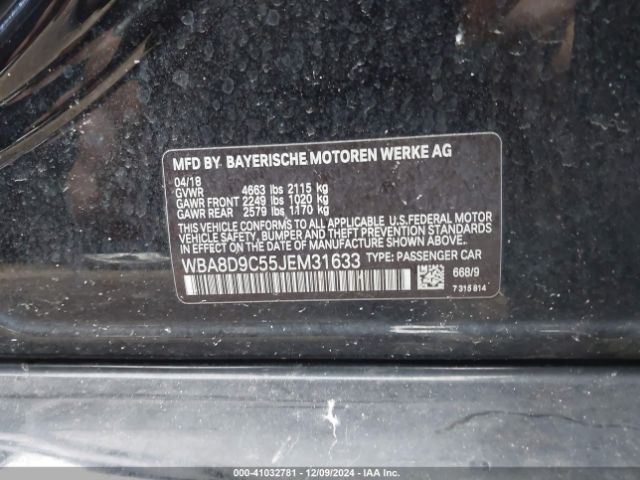 MFD BY BAYERISCHE MOTOREN WERKE AG
04/18
GVWR 4663 lbs 2115 kg
GAWR FRONT 2249 lbs 1020 kg
GAWR REAR 2579 lbs 1170 kg
THIS VEHICLE CONFORMS TO ALL APPLICABLE U.S.FEDERAL MOTOR
VEHICLE SAFETY, BUMPER AND THEFT PREVENTION STANDARDS
IN EFFECT ON THE DATE OF MANUFACTURE SHOWN ABOVE.
WBA8D9C55JEM31633 TYPE: PASSENGER CAR
668/9
7 315 814
000-41032781 | 12/09/2024 | IAA Inc.